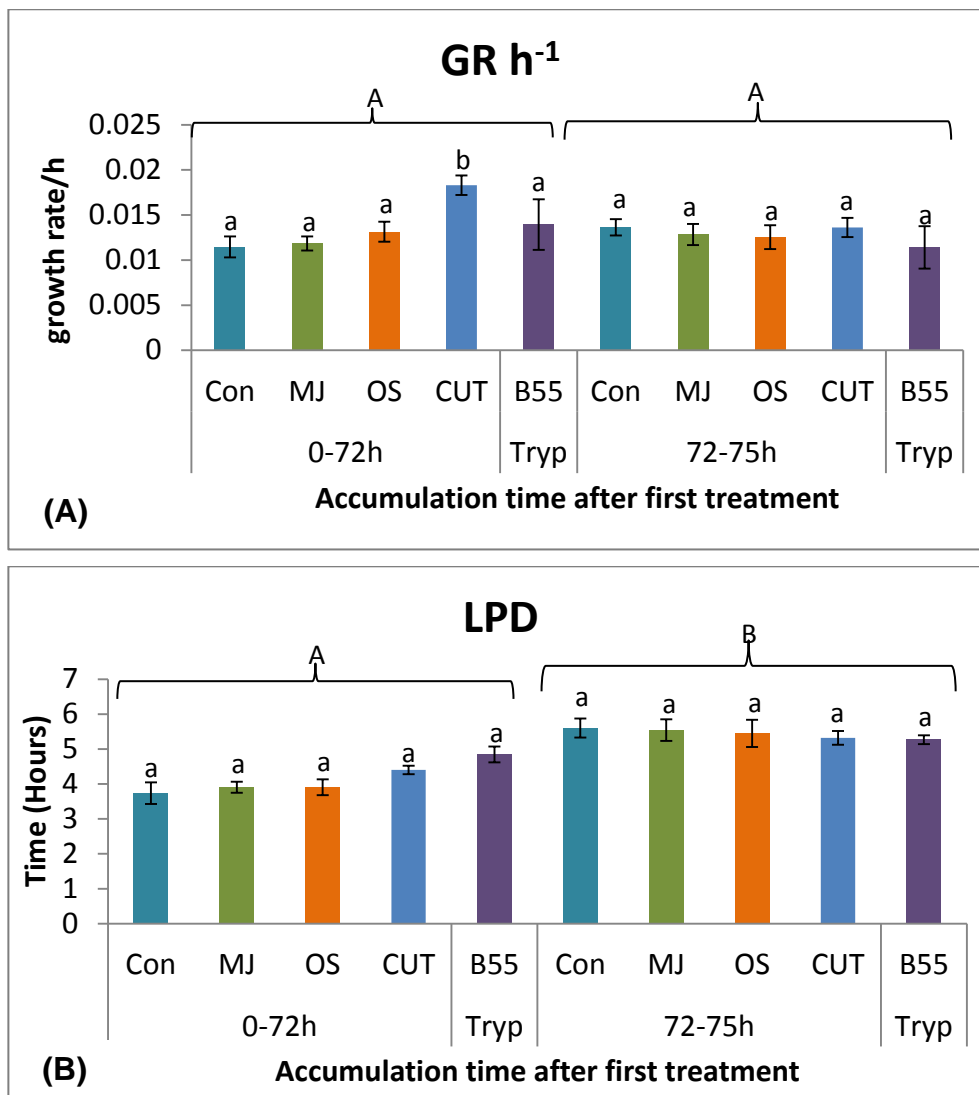 GR h⁻¹
A A
0.025
0.02
0.015
0.01
0.005
0
growth rate/h
a a a b a a a a a a
Con MJ OS CUT B55 Con MJ OS CUT B55
0-72h Tryp 72-75h Tryp
Accumulation time after first treatment
(A)
LPD
A B
7
6
5
4
3
2
1
0
Time (Hours)
a a a a a a a a a a
Con MJ OS CUT B55 Con MJ OS CUT B55
0-72h Tryp 72-75h Tryp
(B) Accumulation time after first treatment